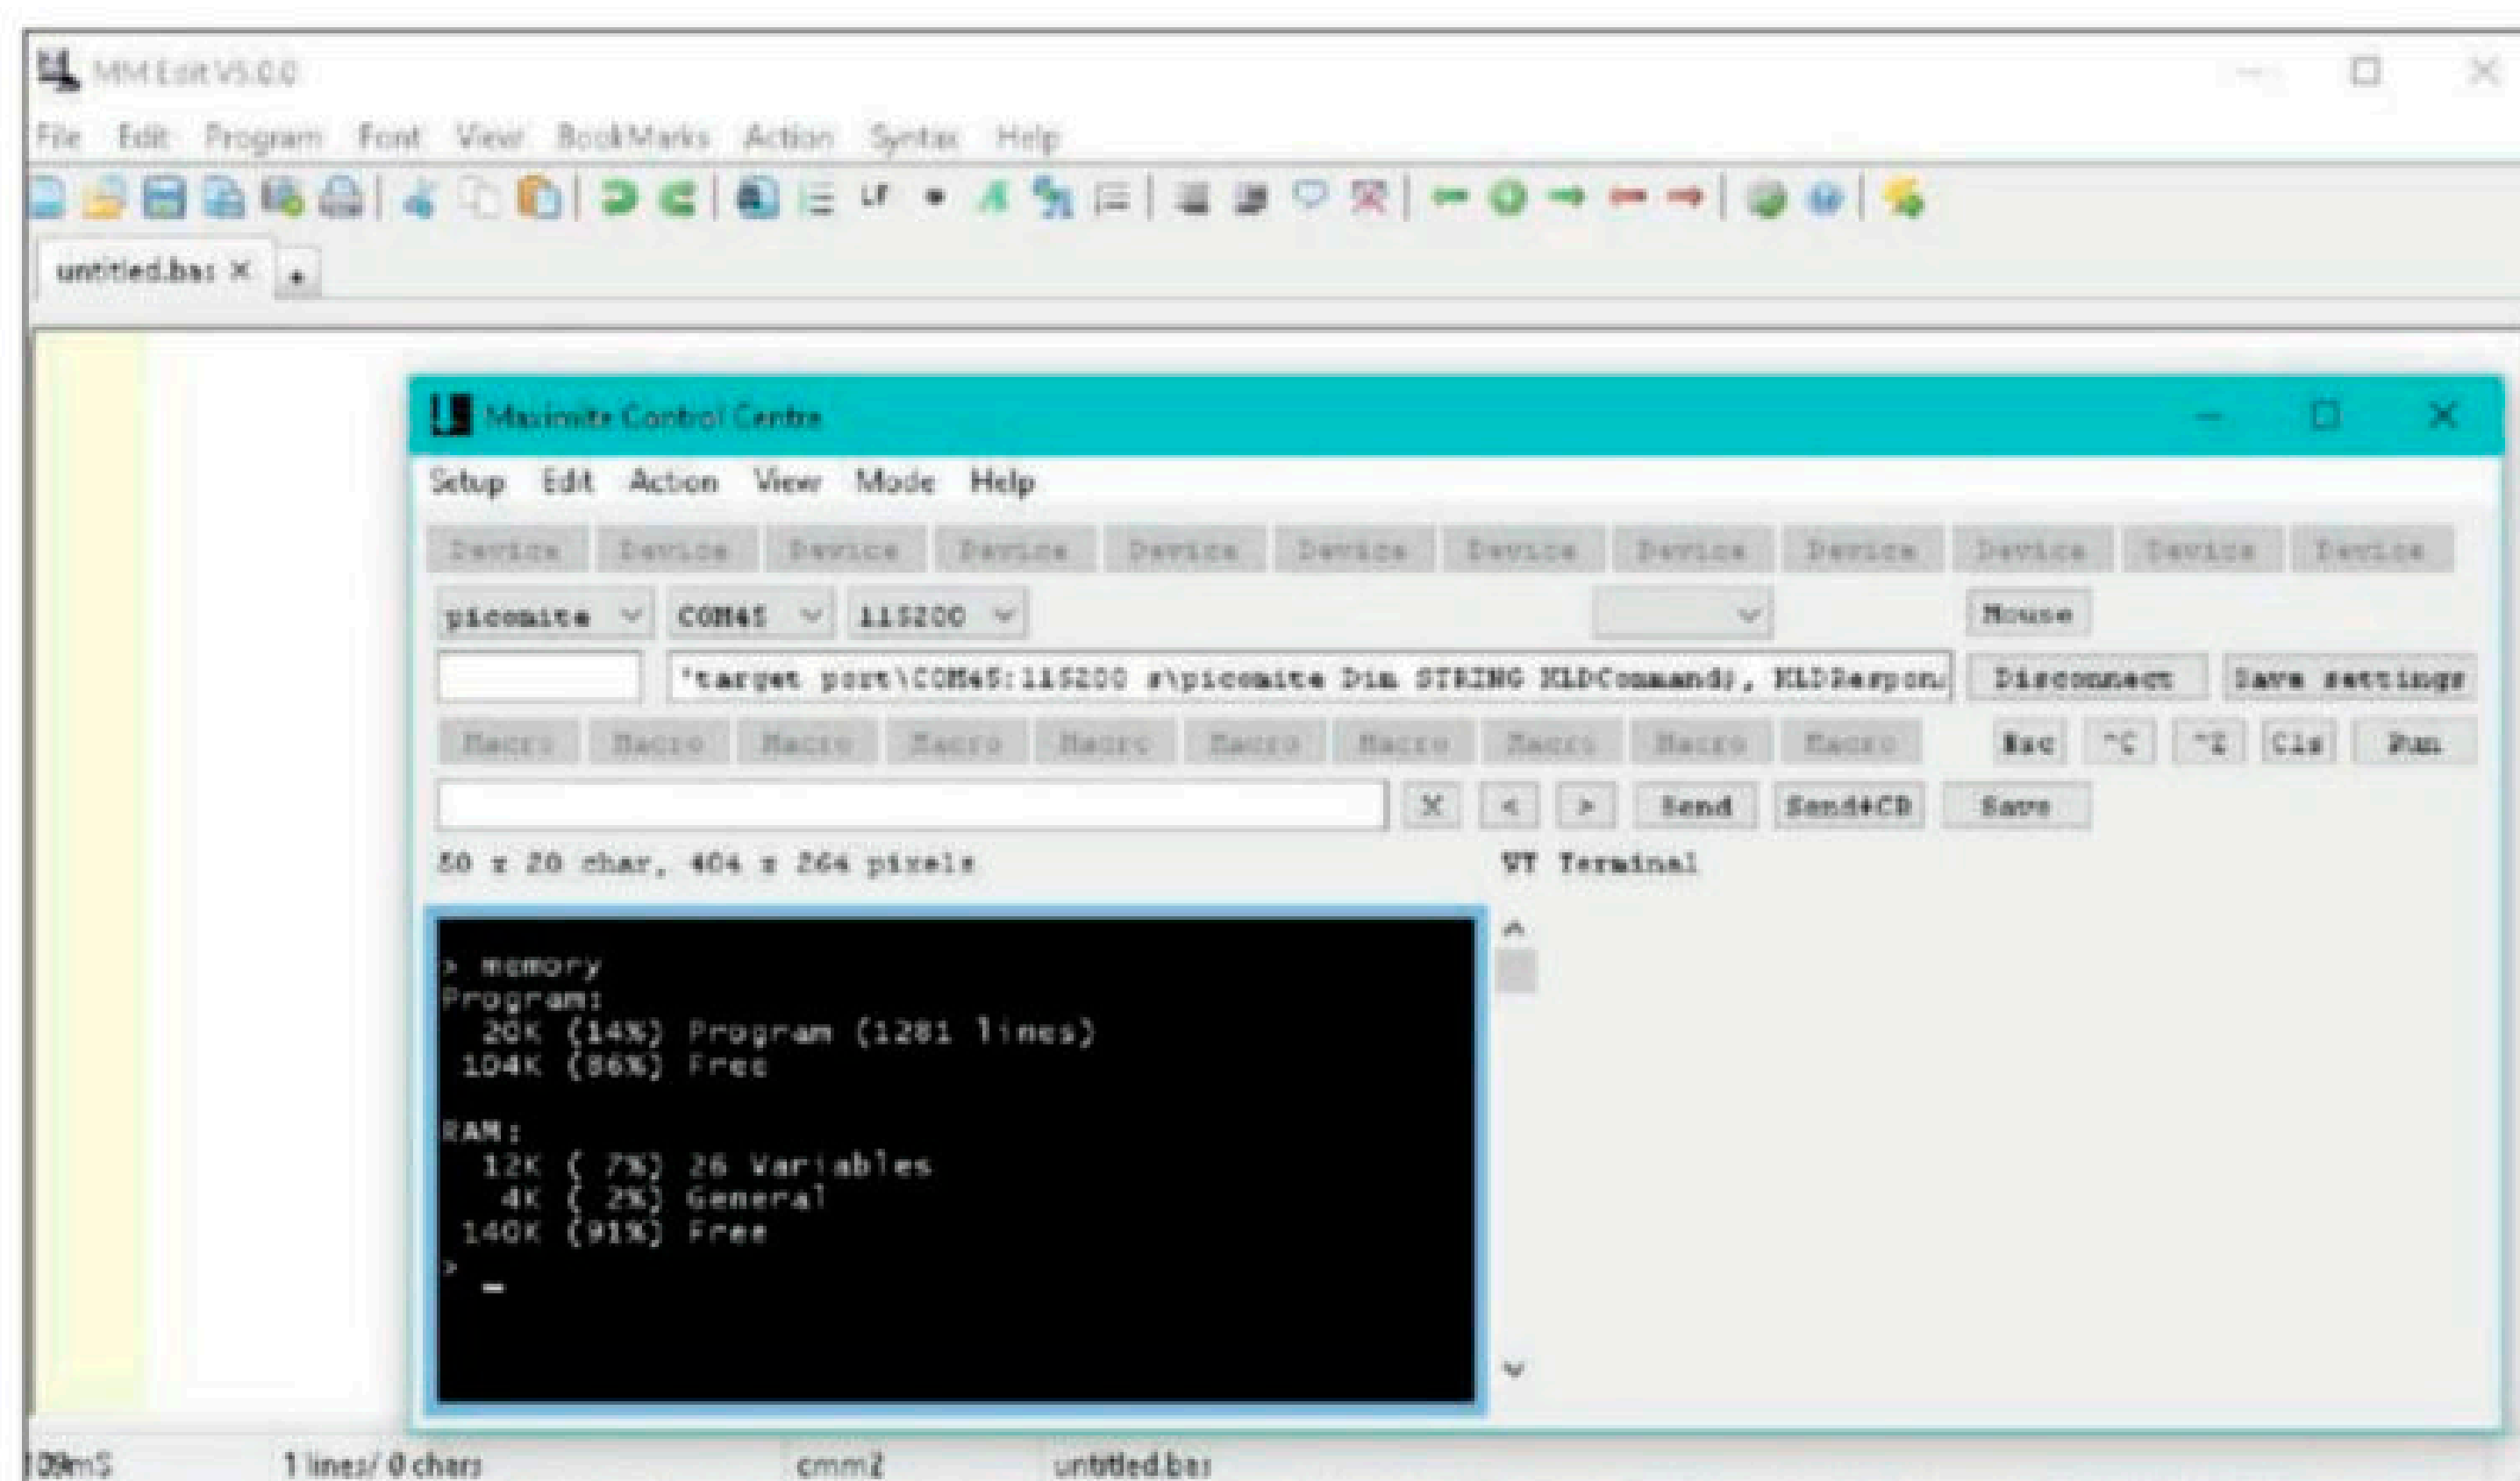 MM Edit V5.0.0
File Edit Program Font View BookMarks Action Syntax Help
LF
untitled.bas
Maximite Control Centre
Setup Edit Action View Mode Help
Device Device Device Device Device Device Device Device Device Device Device Device
picomite COM45 115200 Mouse
'target port\COM45:115200 s\picomite Dim STRING Disconnect Save settings
Macro Macro Macro Macro Macro Macro Macro Macro Macro Macro Esc ^C ^Z Cls Run
X < > Send Send+CR Save
50 x 20 char, 404 x 264 pixels VT Terminal
> memory
Program:
20K (14%) Program (1281 lines)
104K (86%) Free
RAM:
12K ( 7%) 26 Variables
4K ( 2%) General
140K (91%) Free
>
109mS 1 lines/ 0 chars cmm2 untitled.bas